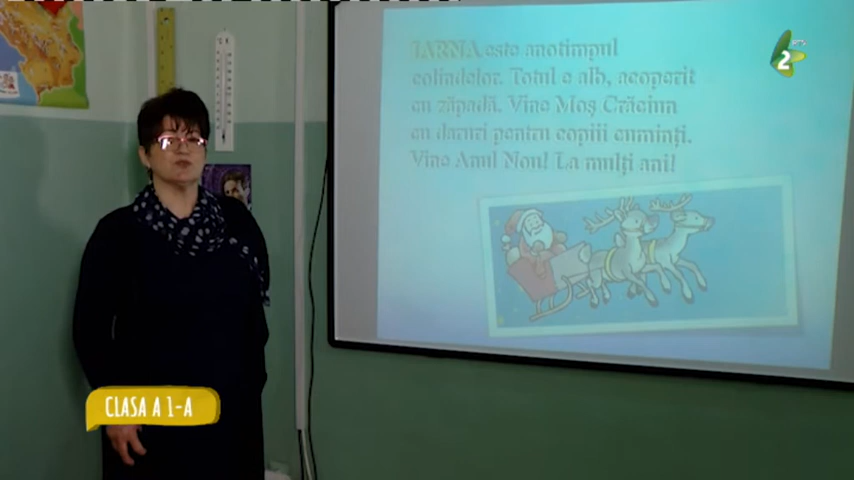 IARNA este anotimpul
colindelor. Totul e alb, acoperit
cu zăpadă. Vine Moș Crăciun
cu daruri pentru copiii cuminți.
Vine Anul Nou! La mulți ani!
2
CLASA A 1-A